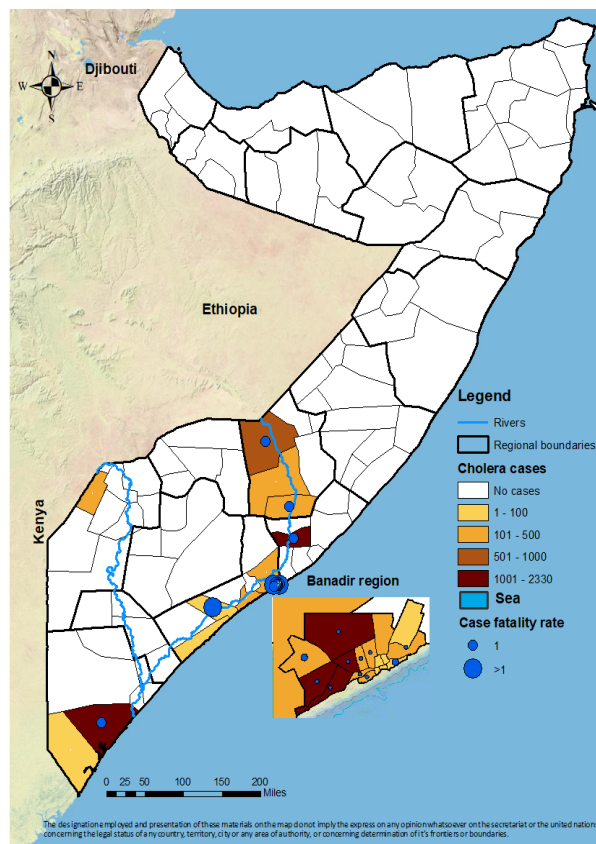 N
W E
S
Djibouti
Ethiopia
Kenya
Banadir region
Legend
Rivers
Regional boundaries
Cholera cases
No cases
1 - 100
101 - 500
501 - 1000
1001 - 2330
Sea
Case fatality rate
1
>1
0 25 50 100 150 200
Miles
The designation employed and presentation of these materials on the map do not imply the express on any opinion whatsoever on the secretariat or the united nations
concerning the legal status of any country, territory, city or any area of authority, or concerning determination of it's frontiers or boundaries.